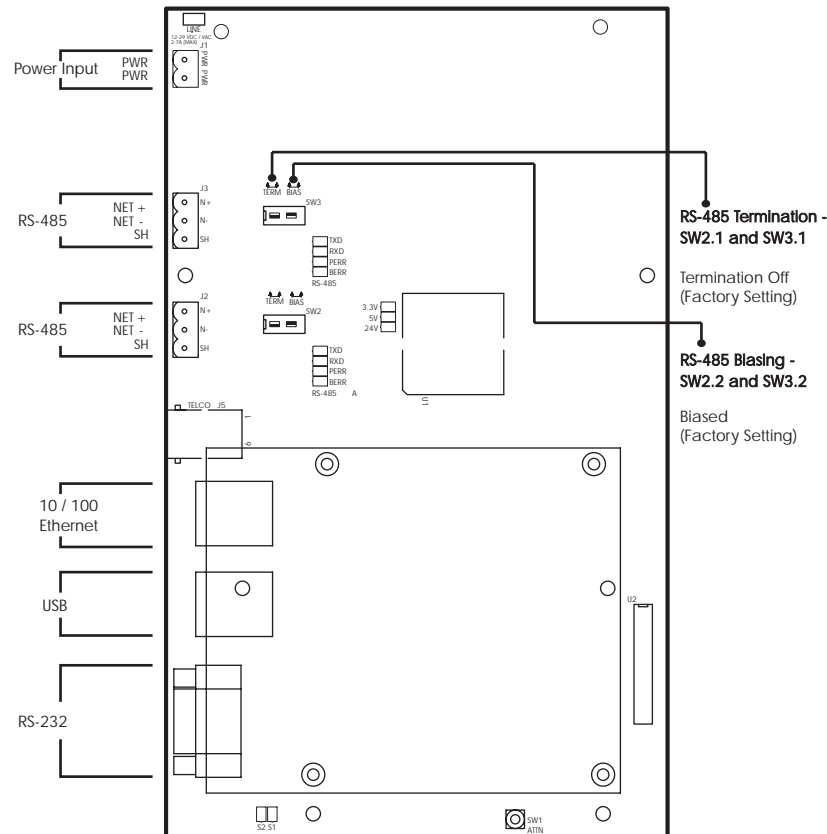 LINE
12-29 VDC / VAC
2.7A [MAX]
J1
PWR PWR
Power Input
PWR
PWR
J3
N+
N-
SH
RS-485
NET +
NET -
SH
TERM BIAS
SW3
TXD
RXD
PERR
BERR
RS-485
RS-485 Termination -
SW2.1 and SW3.1
Termination Off
(Factory Setting)
J2
N+
N-
SH
RS-485
NET +
NET -
SH
TERM BIAS
SW2
TXD
RXD
PERR
BERR
RS-485 A
3.3V
5V
24V
U1
RS-485 Biasing -
SW2.2 and SW3.2
Biased
(Factory Setting)
TELCO J5
1
6
10 / 100
Ethernet
USB
U2
RS-232
S2 S1
SW1
ATTN